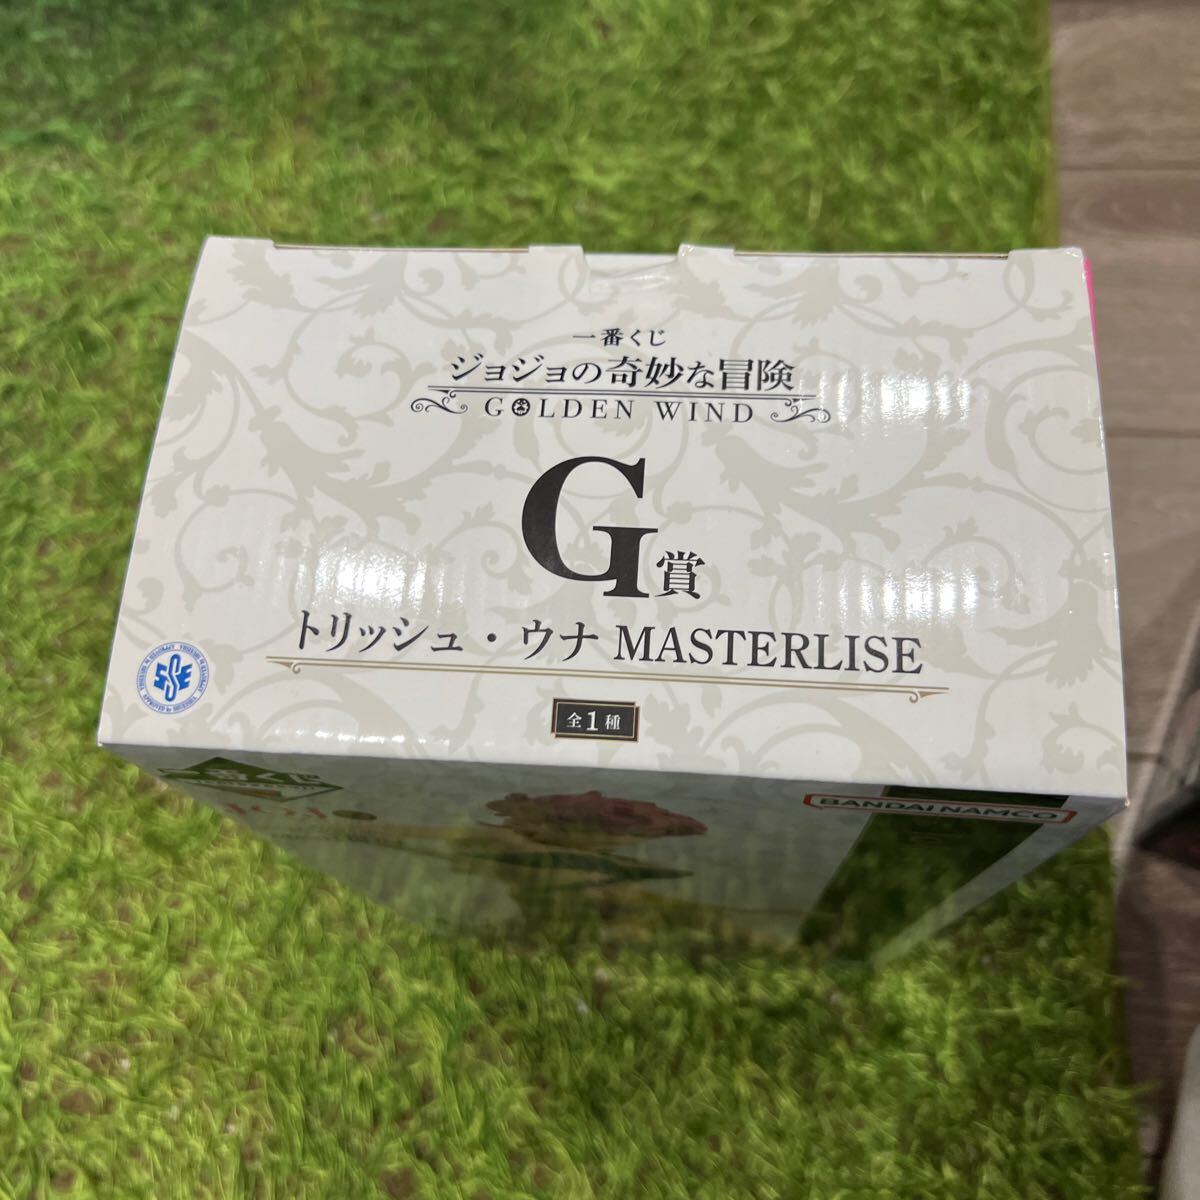 一番くじ
ジョジョの奇妙な冒険
GOLDEN WIND
G賞
トリッシュ・ウナ MASTERLISE
全1種
BANDAI NAMCO